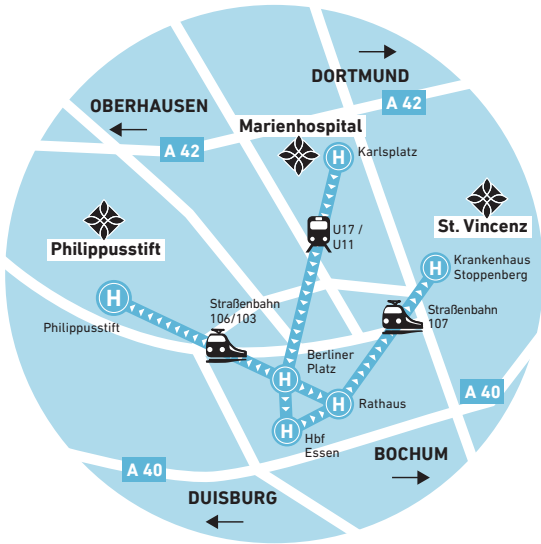 DORTMUND
A 42
OBERHAUSEN
A 42
Marienhospital
H
Karlsplatz
St. Vincenz
U17 /
U11
Philippusstift
H
Krankenhaus
Stoppenberg
H
Philippusstift
Straßenbahn
106/103
Straßenbahn
107
Berliner
Platz
H
H
Rathaus
A 40
H
Hbf
Essen
BOCHUM
A 40
DUISBURG